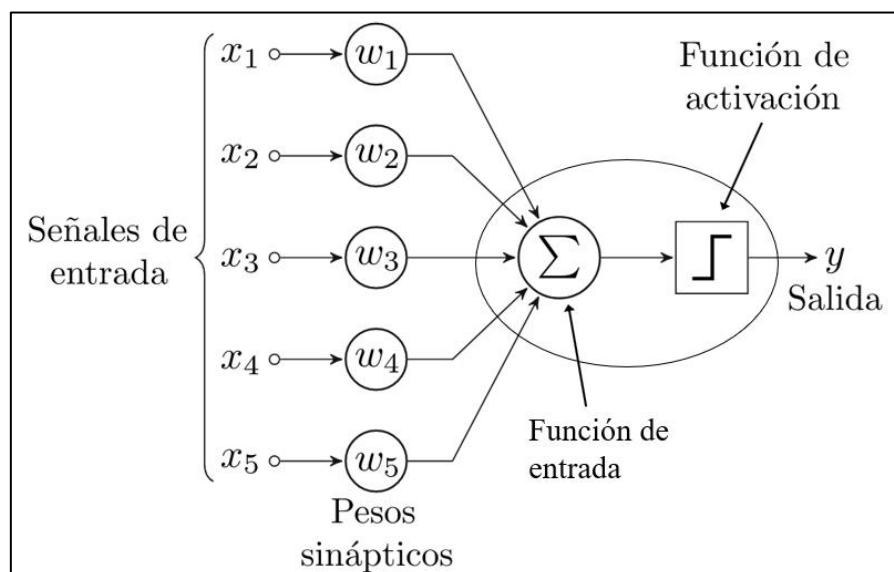 x₁ w₁
Función de
activación
x₂ w₂
Señales de
entrada
x₃ w₃
Σ
y
Salida
x₄ w₄
Función de
entrada
x₅ w₅
Pesos
sinápticos